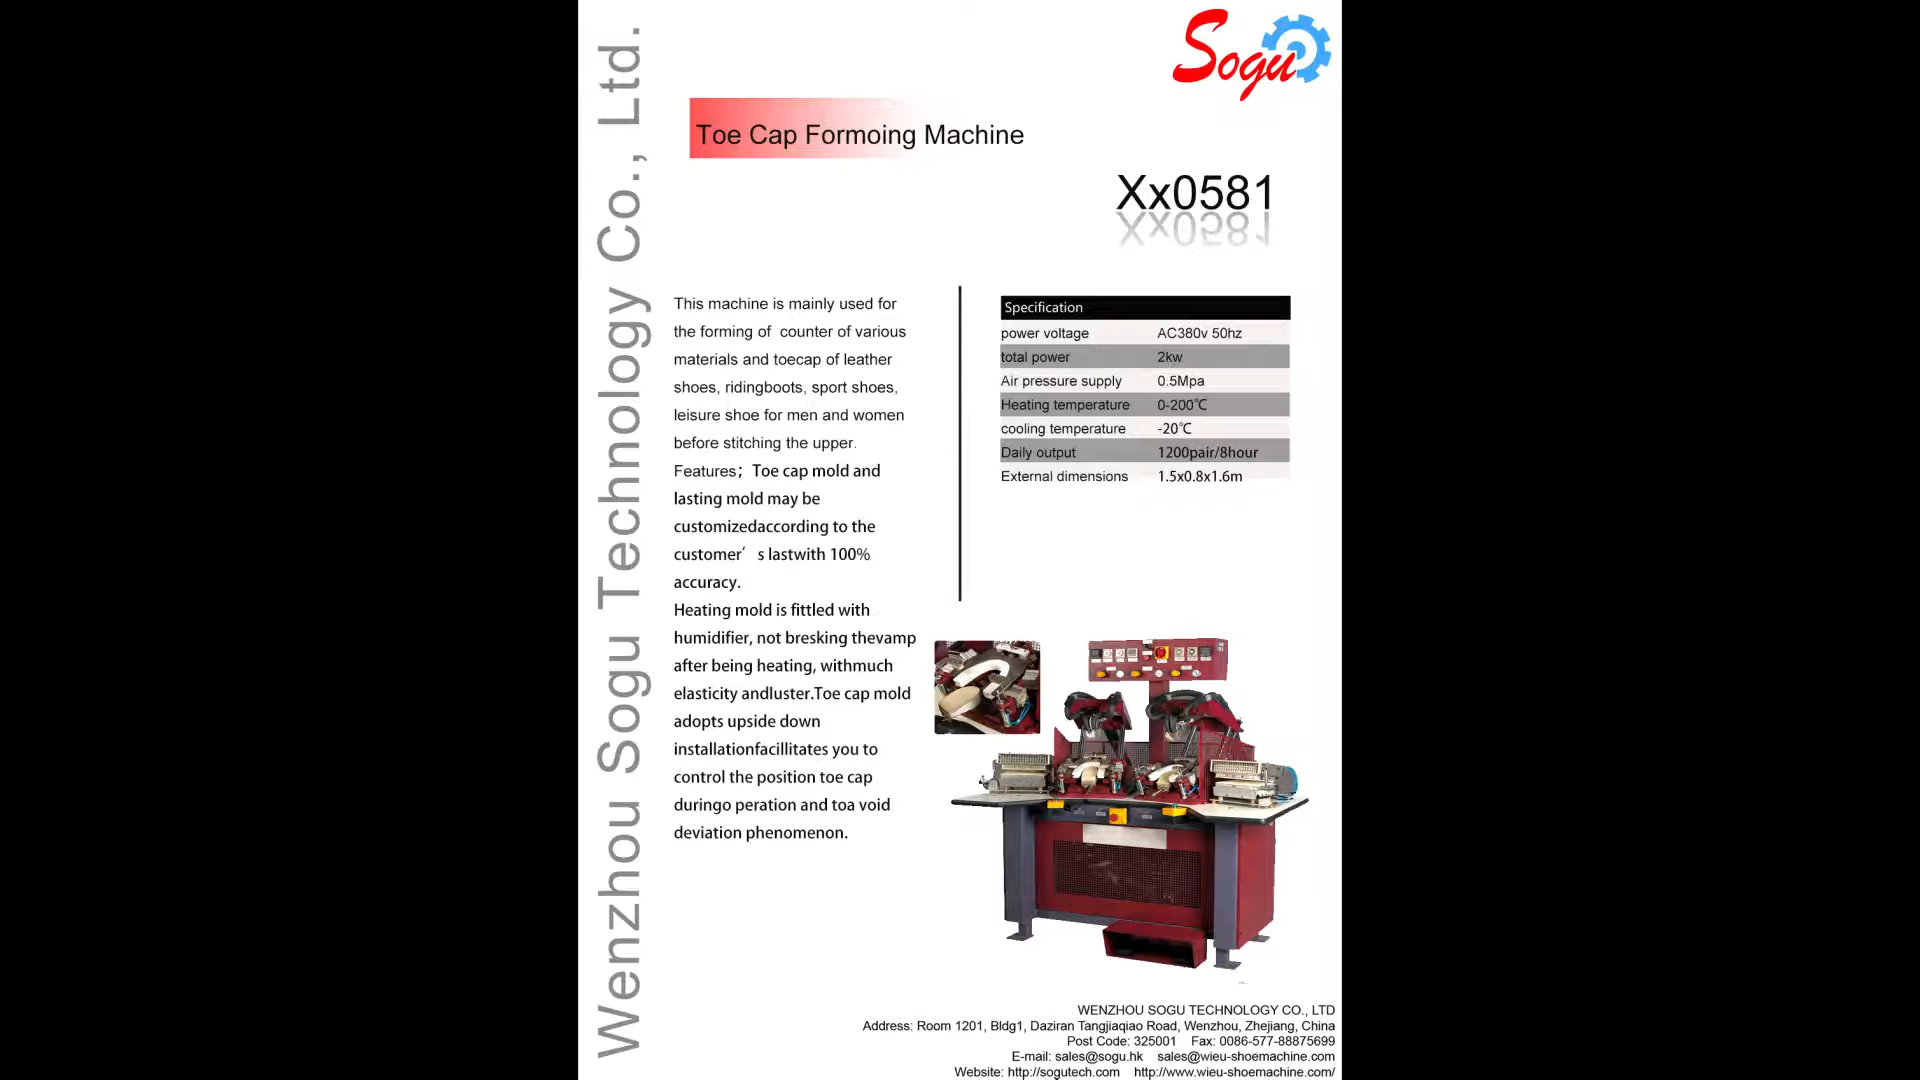 Wenzhou Sogu Technology Co., Ltd.
Sogu
Toe Cap Formoing Machine
Xx0581
This machine is mainly used for
the forming of counter of various
materials and toecap of leather
shoes, ridingboots, sport shoes,
leisure shoe for men and women
before stitching the upper.
Features；Toe cap mold and
lasting mold may be
customizedaccording to the
customer’ s lastwith 100%
accuracy.
Heating mold is fittled with
humidifier, not bresking thevamp
after being heating, withmuch
elasticity andluster.Toe cap mold
adopts upside down
installationfacillitates you to
control the position toe cap
duringo peration and toa void
deviation phenomenon.
Specification
power voltage AC380v 50hz
total power 2kw
Air pressure supply 0.5Mpa
Heating temperature 0-200℃
cooling temperature -20℃
Daily output 1200pair/8hour
External dimensions 1.5x0.8x1.6m
WENZHOU SOGU TECHNOLOGY CO., LTD
Address: Room 1201, Bldg1, Daziran Tangjiaqiao Road, Wenzhou, Zhejiang, China
Post Code: 325001 Fax: 0086-577-88875699
E-mail: sales@sogu.hk sales@wieu-shoemachine.com
Website: http://sogutech.com http://www.wieu-shoemachine.com/